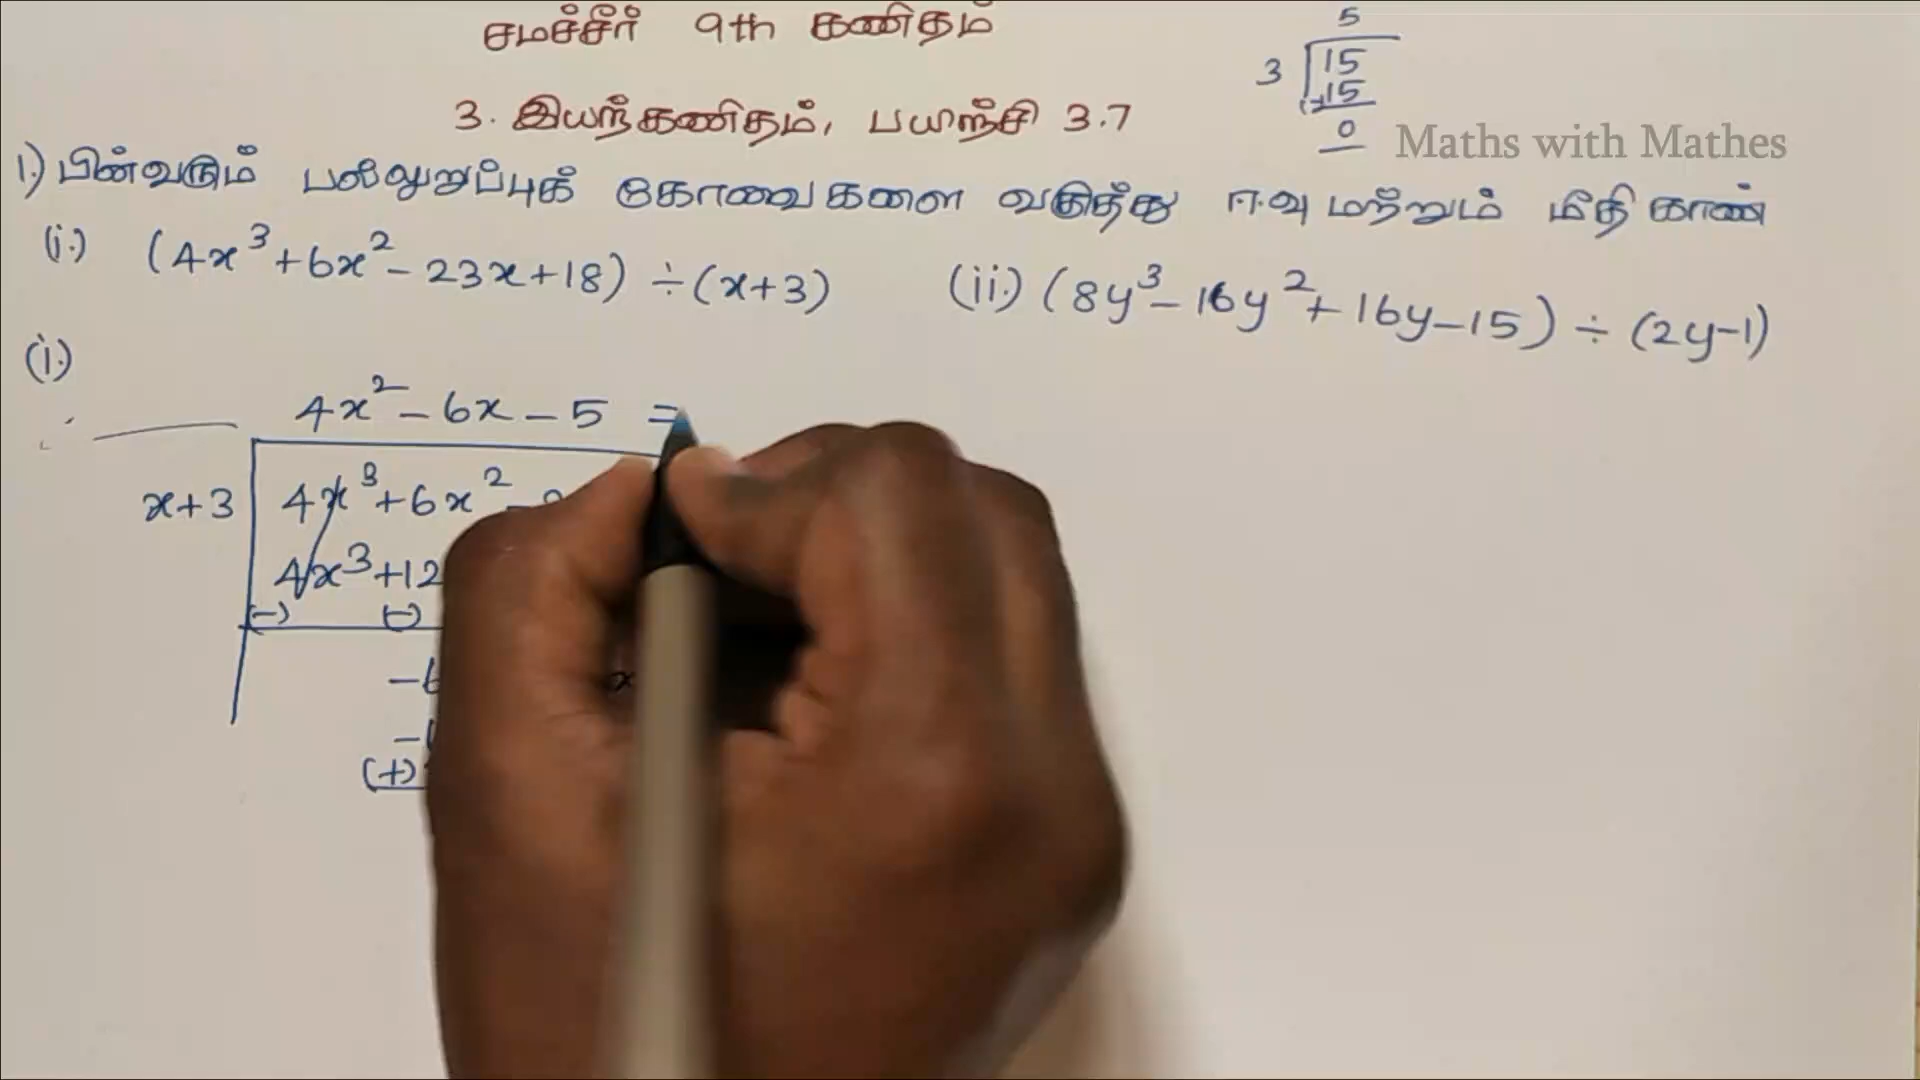 சமச்சீர் 9th கணிதம்
3. இயற்கணிதம், பயிற்சி 3.7
5
3 15
(-)15
0
Maths with Mathes
1.) பின்வரும் பல்லுறுப்புக் கோவைகளை வகுத்து ஈவு மற்றும் மீதி காண்
(i.) (4x³+6x²-23x+18) ÷ (x+3) (ii.) (8y³-16y²+16y-15) ÷ (2y-1)
(i.)
4x²-6x-5 =
x+3 4x³+6x²-
4x³+12
(-) (-)
-6 x
-
(+)